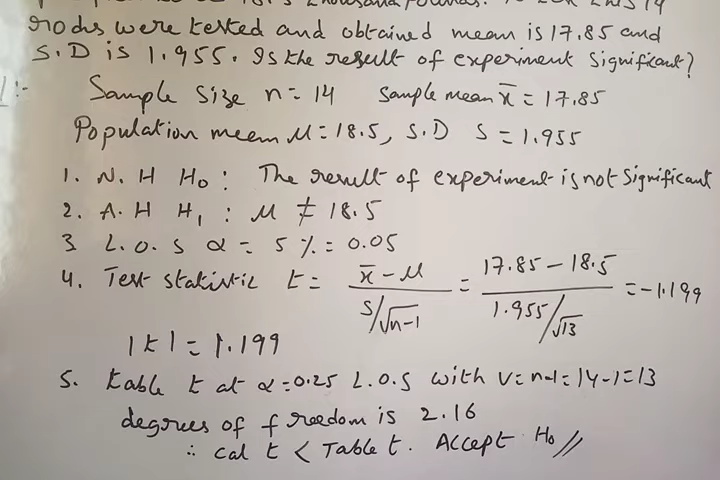 rods were tested and obtained mean is 17.85 and
S.D is 1.955. Is the result of experiment significant?
Sample Size n = 14 Sample mean x̄ = 17.85
Population mean μ = 18.5, S.D S = 1.955
1. N.H H₀ : The result of experiment is not Significant
2. A.H H₁ : μ ≠ 18.5
3 L.O.S α = 5 % = 0.05
4. Test statistic t = (x̄ - μ) / (S/√n-1) = (17.85 - 18.5) / (1.955/√13) = -1.199
|t| = 1.199
5. table t at α = 0.25 L.O.S with ν = n-1 = 14-1 = 13
degrees of freedom is 2.16
∴ cal t < Table t. Accept H₀ //